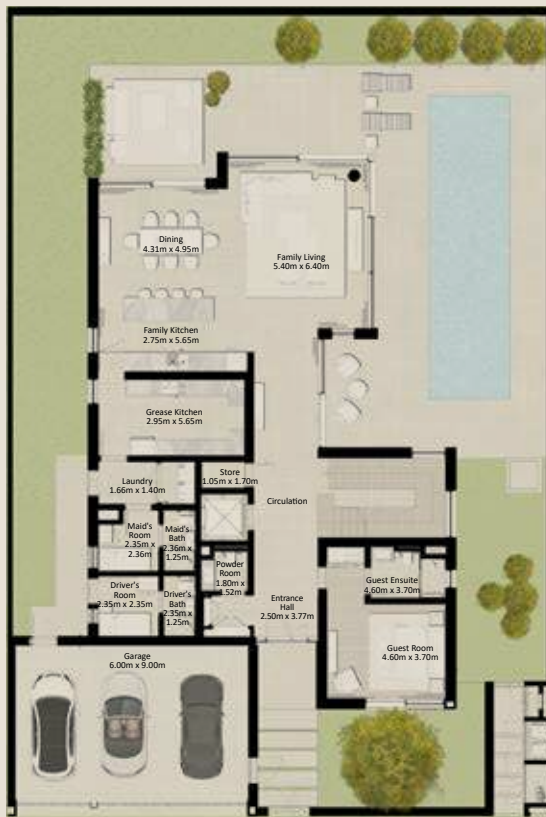 Dining
4.31m x 4.95m
Family Living
5.40m x 6.40m
Family Kitchen
2.75m x 5.65m
Grease Kitchen
2.95m x 5.65m
Laundry
1.66m x 1.40m
Store
1.05m x 1.70m
Circulation
Maid's
Room
2.35m x
2.36m
Maid's
Bath
2.36m x
1.25m
Powder
Room
1.80m x
1.52m
Guest Ensuite
4.60m x 3.70m
Driver's
Room
2.35m x 2.35m
Driver's
Bath
2.35m x
1.25m
Entrance
Hall
2.50m x 3.77m
Guest Room
4.60m x 3.70m
Garage
6.00m x 9.00m